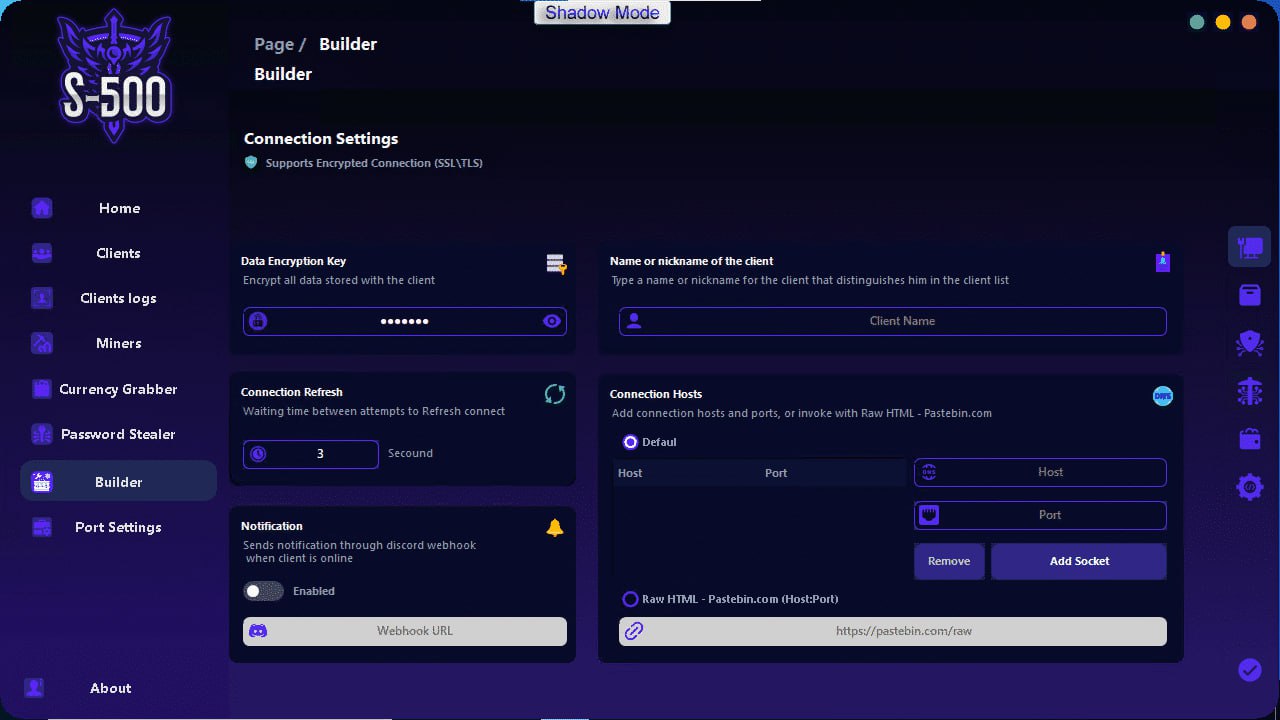 Shadow Mode
S-500
Page / Builder
Builder
Connection Settings
Supports Encrypted Connection (SSL\TLS)
Home
Clients
Clients logs
Miners
Currency Grabber
Password Stealer
Builder
Port Settings
About
Data Encryption Key
Encrypt all data stored with the client
•••••••
Name or nickname of the client
Type a name or nickname for the client that distinguishes him in the client list
Client Name
Connection Refresh
Waiting time between attempts to Refresh connect
3 Secound
Connection Hosts
DNS
Add connection hosts and ports, or invoke with Raw HTML - Pastebin.com
Defaul
Host Port
Host
Port
Remove Add Socket
Raw HTML - Pastebin.com (Host:Port)
https://pastebin.com/raw
Notification
Sends notification through discord webhook
when client is online
Enabled
Webhook URL